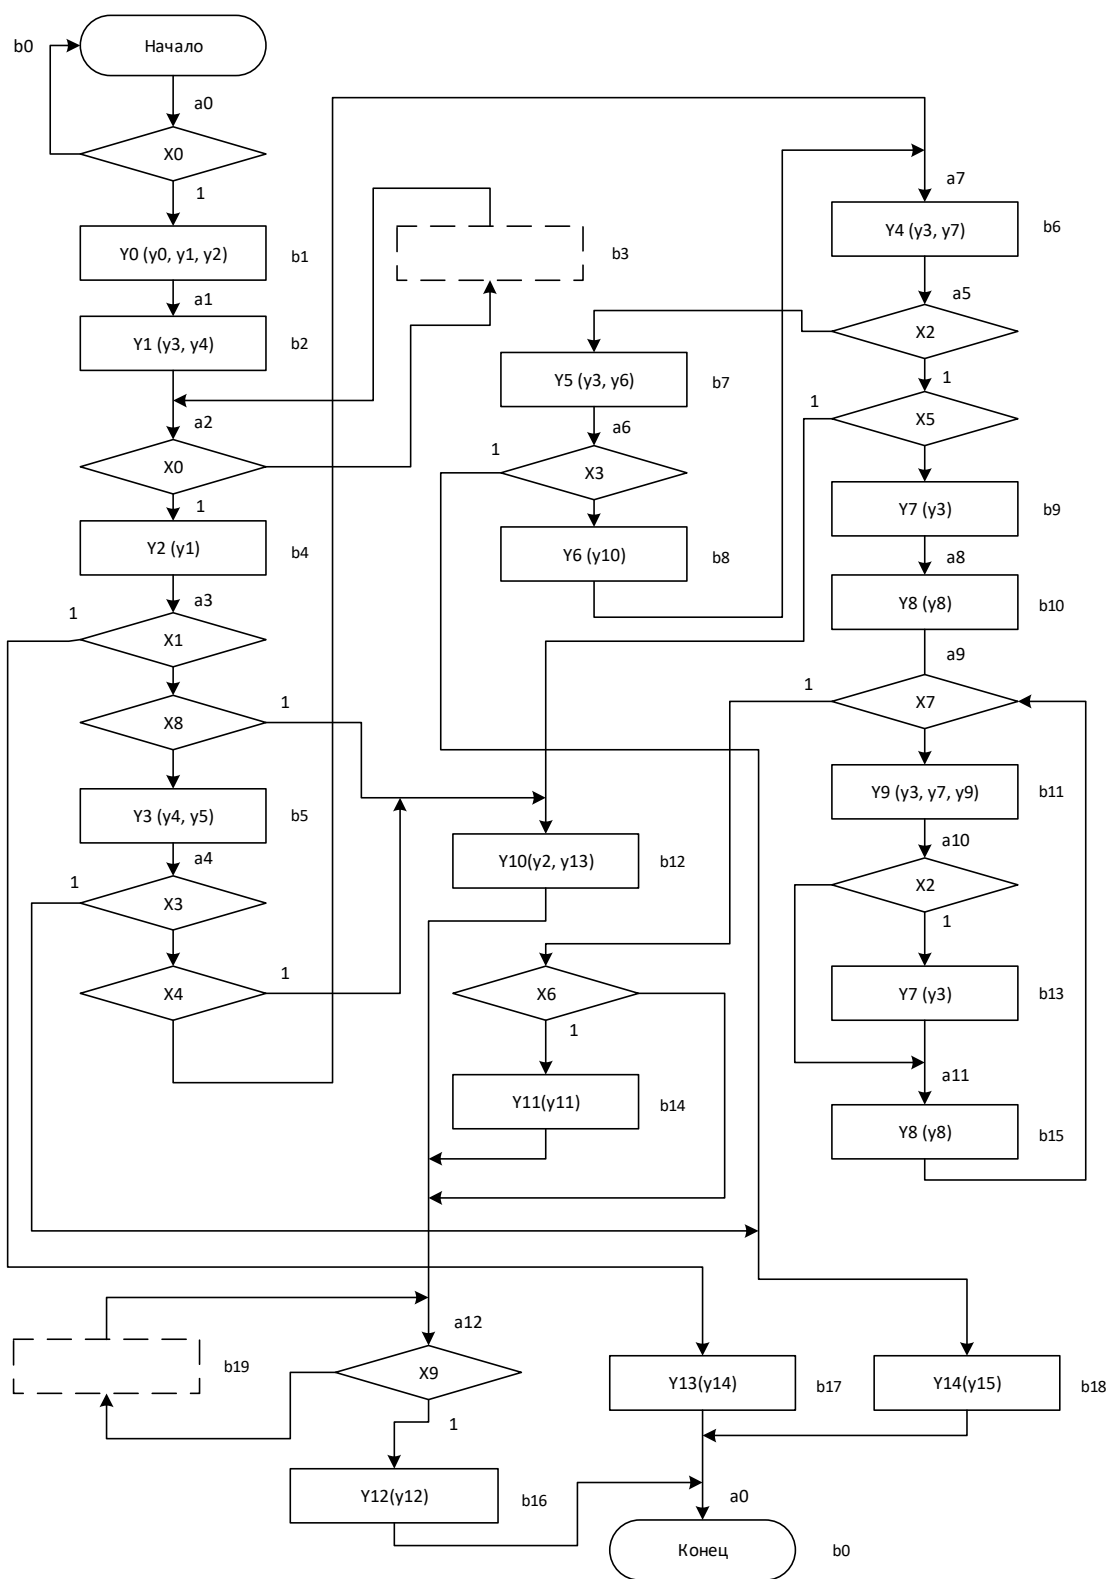 b0
Начало
a0
X0
1
Y0 (y0, y1, y2)
b1
a1
Y1 (y3, y4)
b2
a2
X0
1
Y2 (y1)
b4
a3
1
X1
X8
1
Y3 (y4, y5)
b5
a4
1
X3
X4
1
b3
Y5 (y3, y6)
b7
a6
1
X3
Y6 (y10)
b8
a7
Y4 (y3, y7)
b6
a5
X2
1
1
X5
Y7 (y3)
b9
a8
Y8 (y8)
b10
a9
1
X7
Y9 (y3, y7, y9)
b11
a10
X2
1
Y7 (y3)
b13
a11
Y8 (y8)
b15
Y10(y2, y13)
b12
X6
1
Y11(y11)
b14
a12
b19
X9
1
Y12(y12)
b16
Y13(y14)
b17
Y14(y15)
b18
a0
Конец
b0